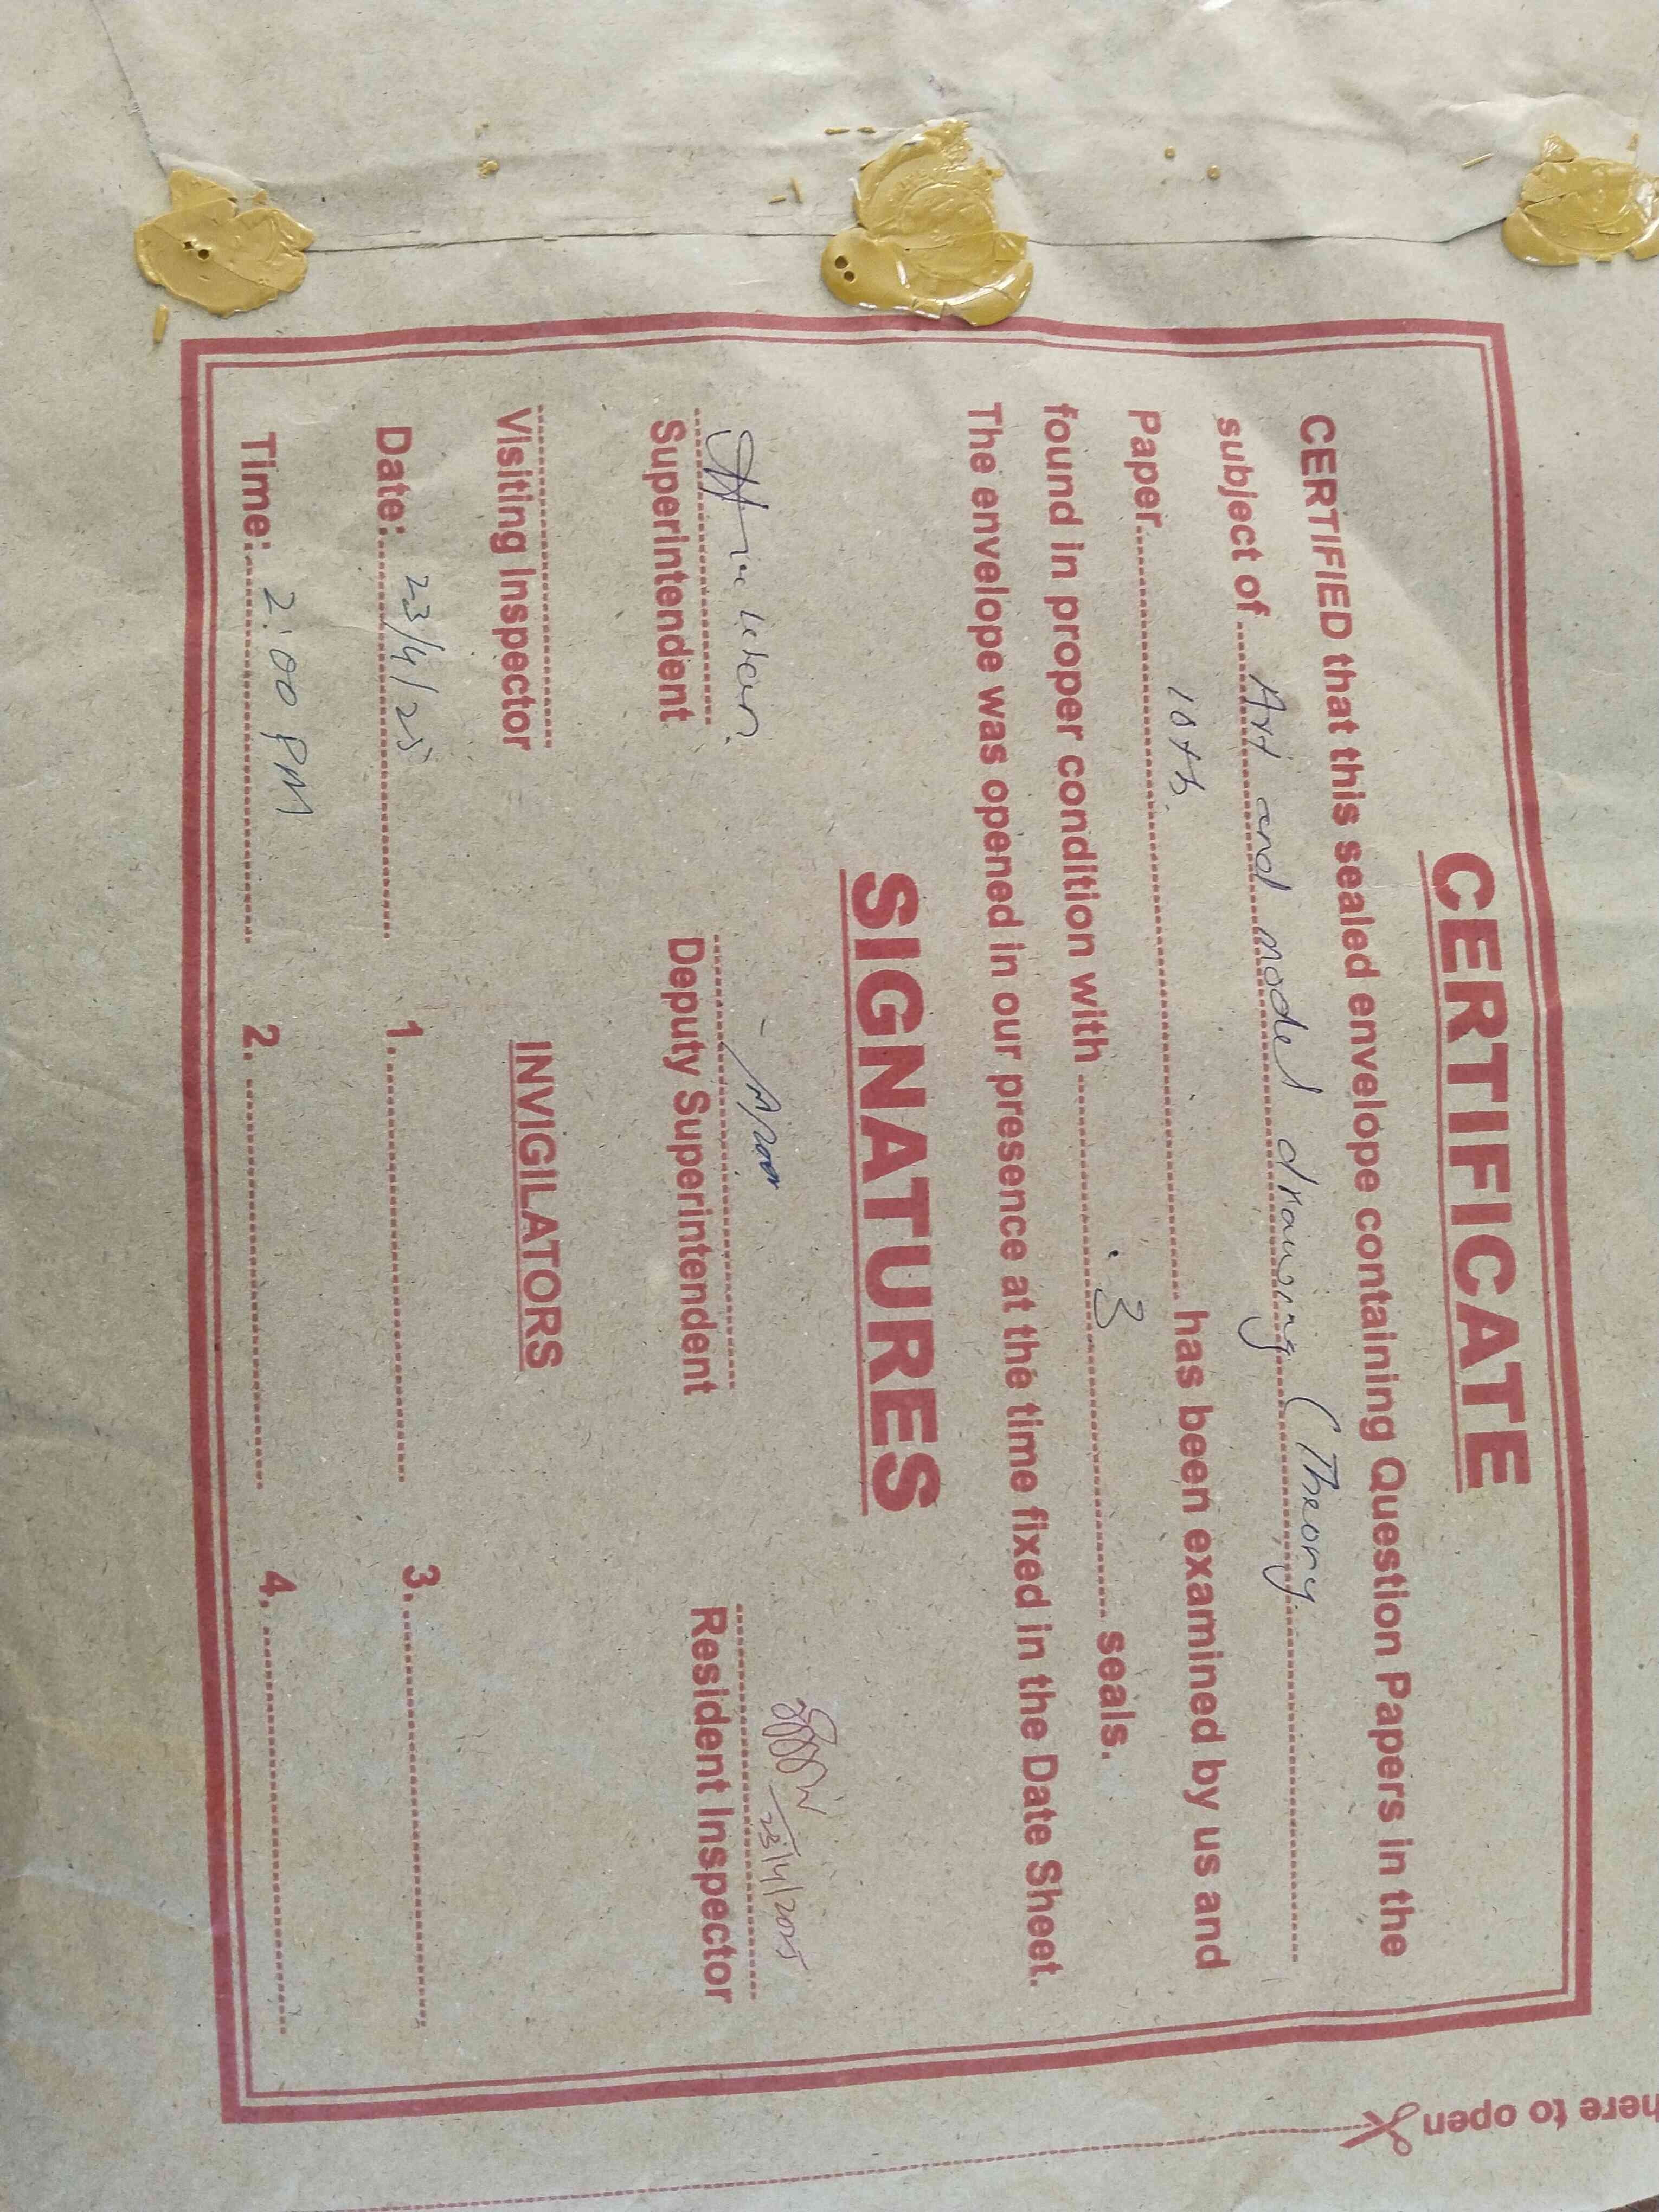 CERTIFICATE
CERTIFIED that this sealed envelope containing Question Papers in the
subject of Art and model drawing (Theory
Paper 10th. has been examined by us and
found in proper condition with 3 seals.
The envelope was opened in our presence at the time fixed in the Date Sheet.
SIGNATURES
23/4/2025
Superintendent Deputy Superintendent Resident Inspector
Visiting Inspector INVIGILATORS
Date: 23/4/25 1. 3.
Time: 2:00 PM 2. 4.
here to open